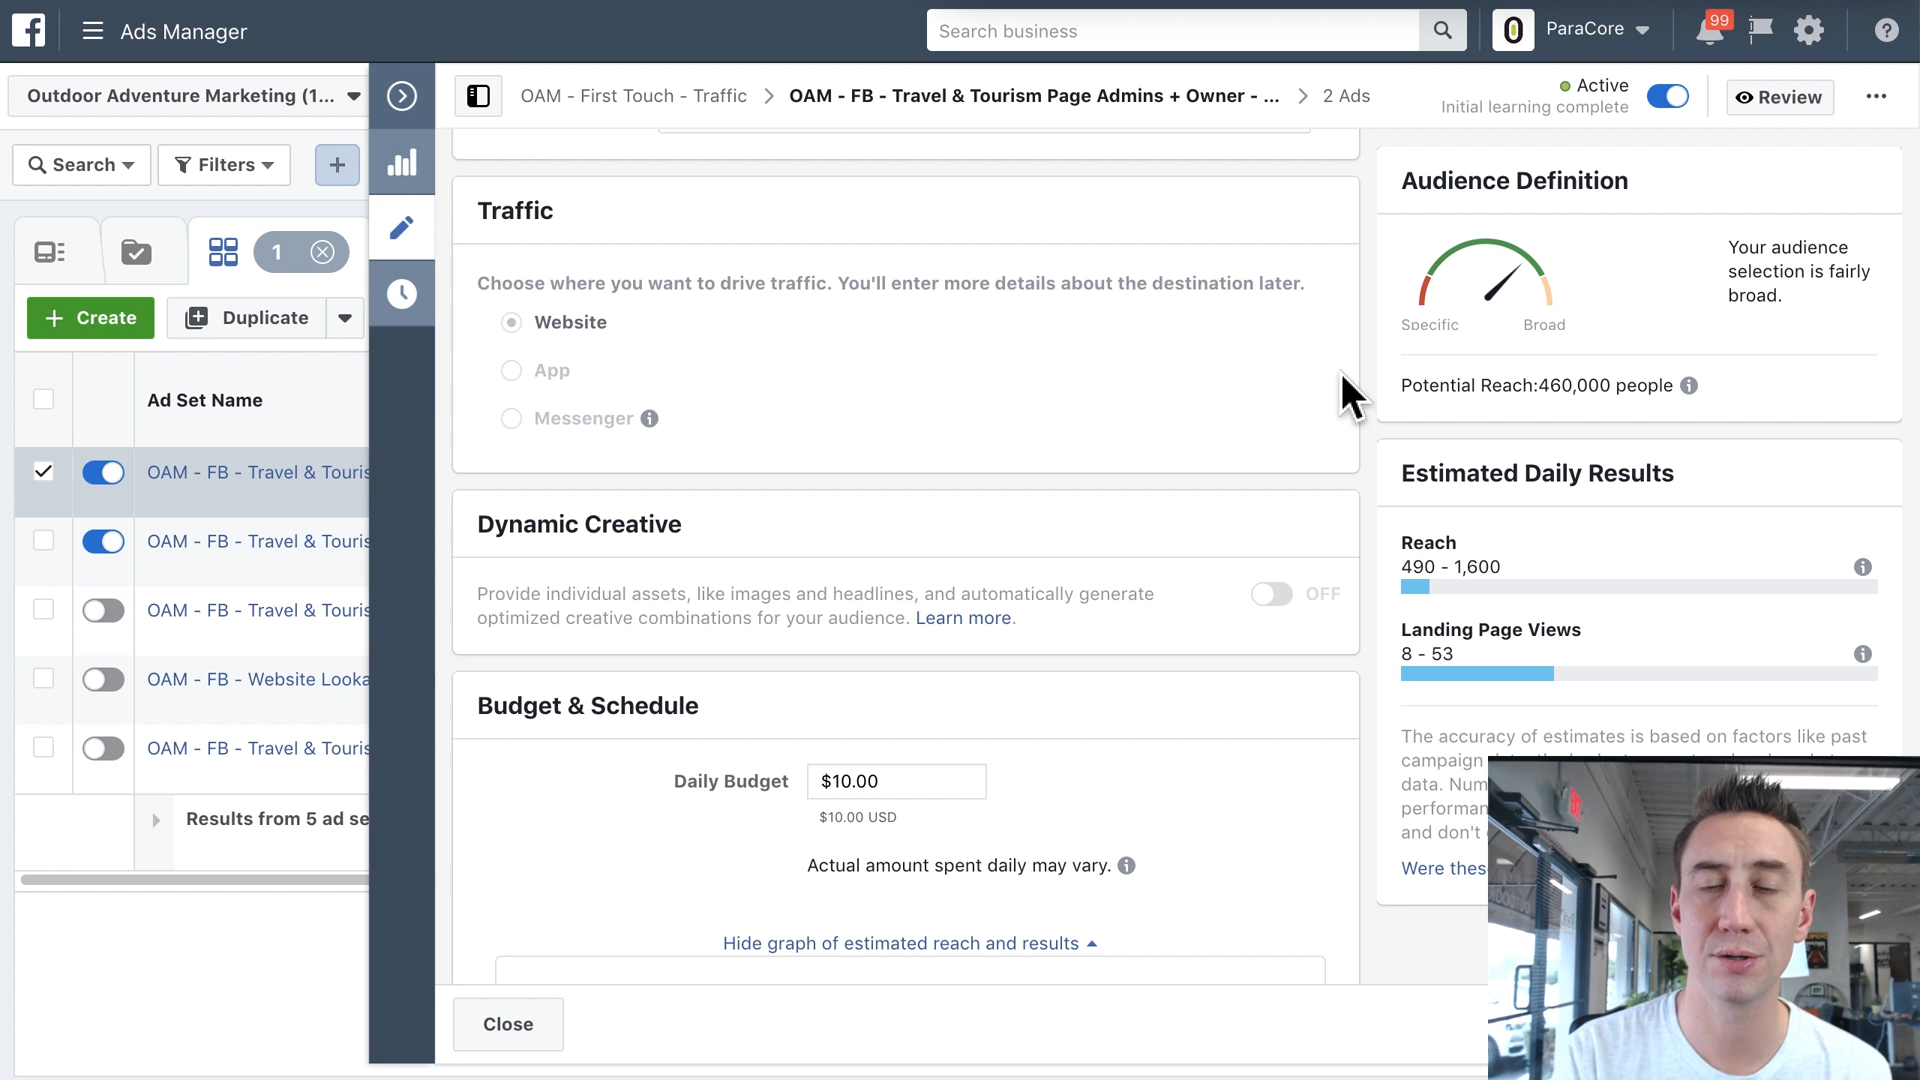 Ads Manager
Search business
ParaCore
99
Outdoor Adventure Marketing (1...
OAM - First Touch - Traffic
OAM - FB - Travel & Tourism Page Admins + Owner - ...
2 Ads
Active
Initial learning complete
Review
Search
Filters
1
Create
Duplicate
Ad Set Name
OAM - FB - Travel & Touris
OAM - FB - Travel & Touris
OAM - FB - Travel & Touris
OAM - FB - Website Looka
OAM - FB - Travel & Touris
Results from 5 ad se
Traffic
Choose where you want to drive traffic. You'll enter more details about the destination later.
Website
App
Messenger
Dynamic Creative
Provide individual assets, like images and headlines, and automatically generate
optimized creative combinations for your audience. Learn more.
OFF
Budget & Schedule
Daily Budget
$10.00
$10.00 USD
Actual amount spent daily may vary.
Hide graph of estimated reach and results
Close
Audience Definition
Specific
Broad
Your audience
selection is fairly
broad.
Potential Reach:460,000 people
Estimated Daily Results
Reach
490 - 1,600
Landing Page Views
8 - 53
The accuracy of estimates is based on factors like past
campaign
data. Num
performan
and don't
Were thes